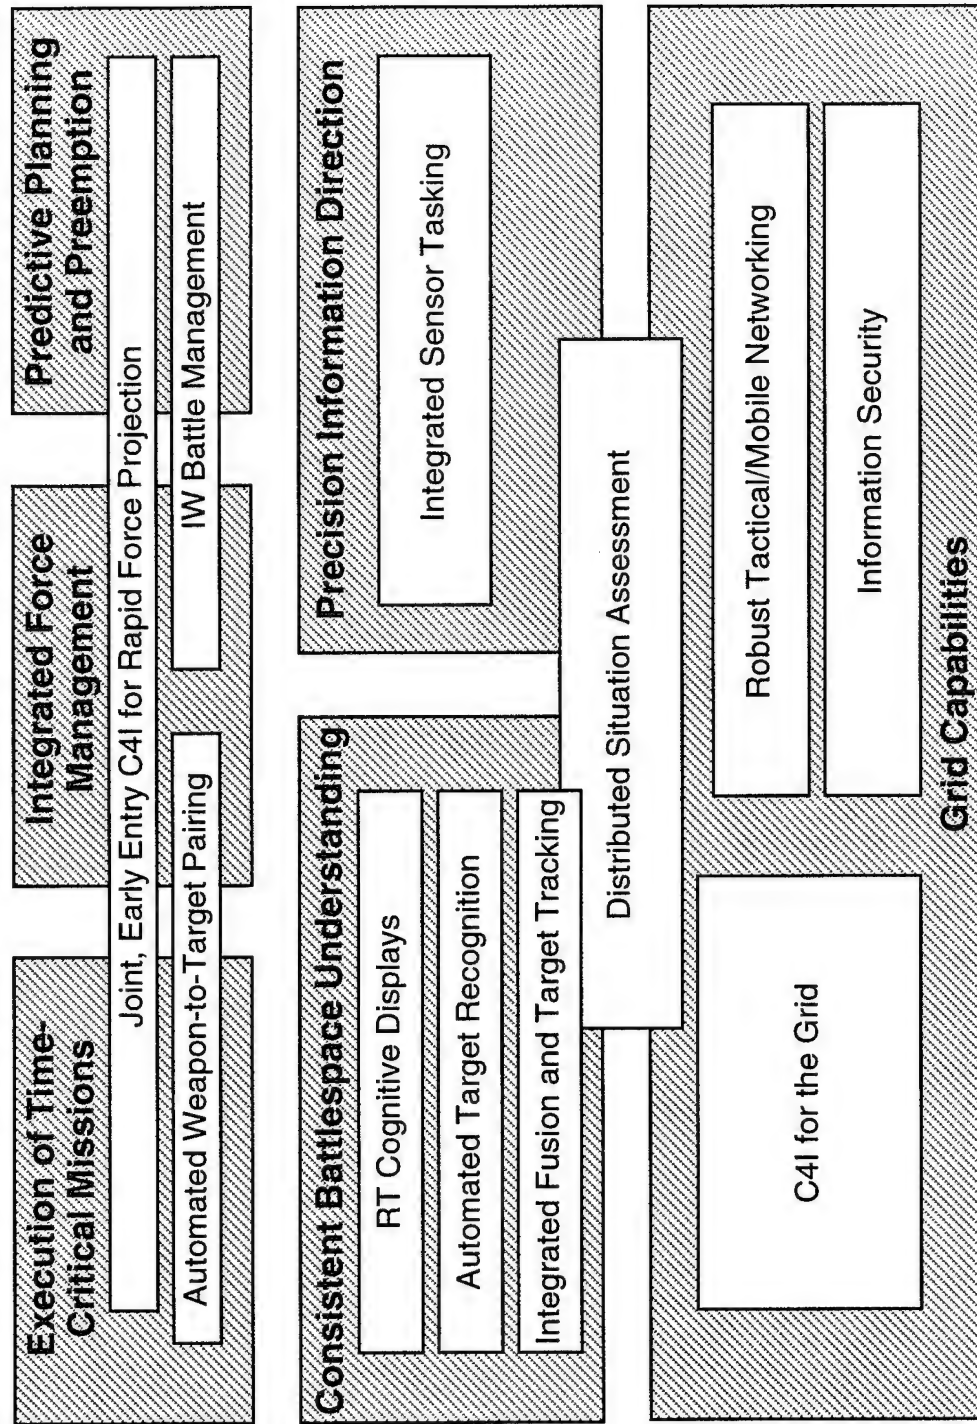 Execution of Time-
Critical Missions
Integrated Force
Management
Predictive Planning
and Preemption
Joint, Early Entry C4I for Rapid Force Projection
Automated Weapon-to-Target Pairing
IW Battle Management
Consistent Battlespace Understanding
RT Cognitive Displays
Automated Target Recognition
Integrated Fusion and Target Tracking
Precision Information Direction
Integrated Sensor Tasking
Distributed Situation Assessment
C4I for the Grid
Robust Tactical/Mobile Networking
Information Security
Grid Capabilities